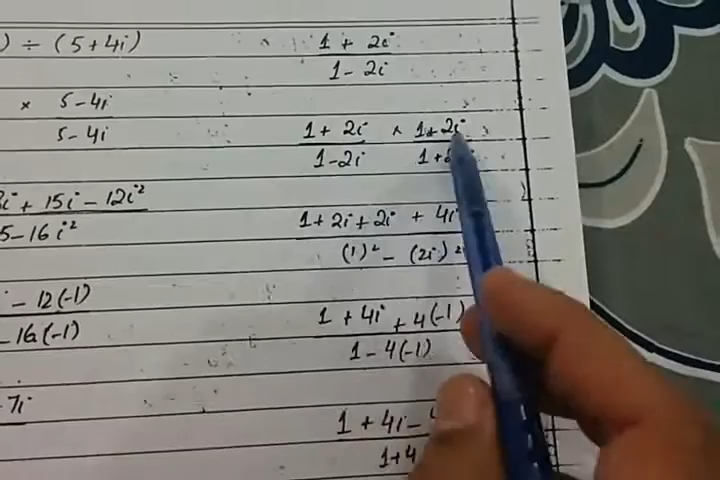 ) ÷ (5+4i)
× 5-4i
5-4i
i + 15i - 12i²
5-16i²
- 12(-1)
- 16(-1)
-7i
1 + 2i
1-2i
1+ 2i × 1+2i
1-2i 1+
1+2i+2i + 4i
(1)² - (2i)²
1 + 4i + 4(-1)
1-4(-1)
1 + 4i -
1+4